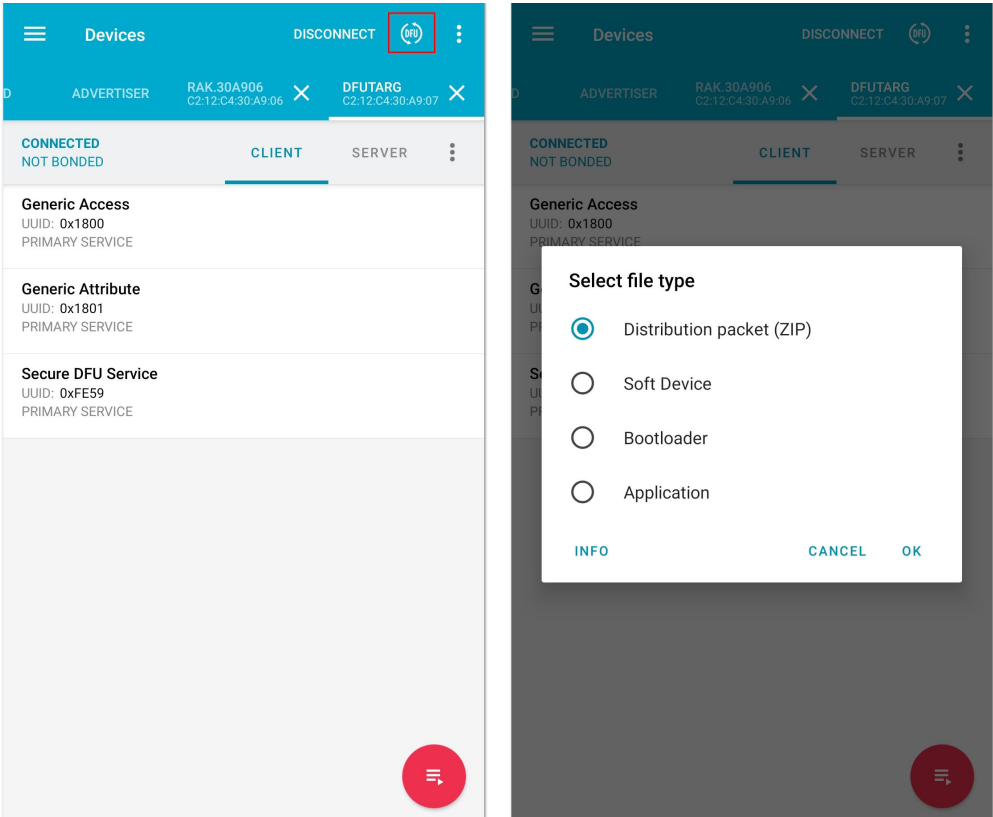 Devices
DISCONNECT
DFU
D
ADVERTISER
RAK.30A906
C2:12:C4:30:A9:06
DFUTARG
C2:12:C4:30:A9:07
CONNECTED
NOT BONDED
CLIENT
SERVER
Generic Access
UUID: 0x1800
PRIMARY SERVICE
Generic Attribute
UUID: 0x1801
PRIMARY SERVICE
Secure DFU Service
UUID: 0xFE59
PRIMARY SERVICE
Devices
DISCONNECT
DFU
D
ADVERTISER
RAK.30A906
C2:12:C4:30:A9:06
DFUTARG
C2:12:C4:30:A9:07
CONNECTED
NOT BONDED
CLIENT
SERVER
Generic Access
UUID: 0x1800
PRIMARY SERVICE
Select file type
Distribution packet (ZIP)
Soft Device
Bootloader
Application
INFO
CANCEL
OK